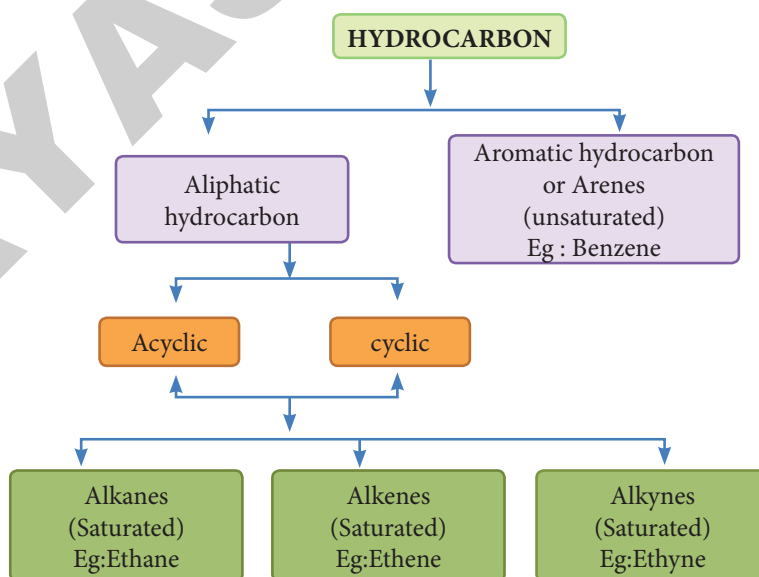 HYDROCARBON
Aliphatic
hydrocarbon
Aromatic hydrocarbon
or Arenes
(unsaturated)
Eg : Benzene
Acyclic
cyclic
Alkanes
(Saturated)
Eg:Ethane
Alkenes
(Saturated)
Eg:Ethene
Alkynes
(Saturated)
Eg:Ethyne